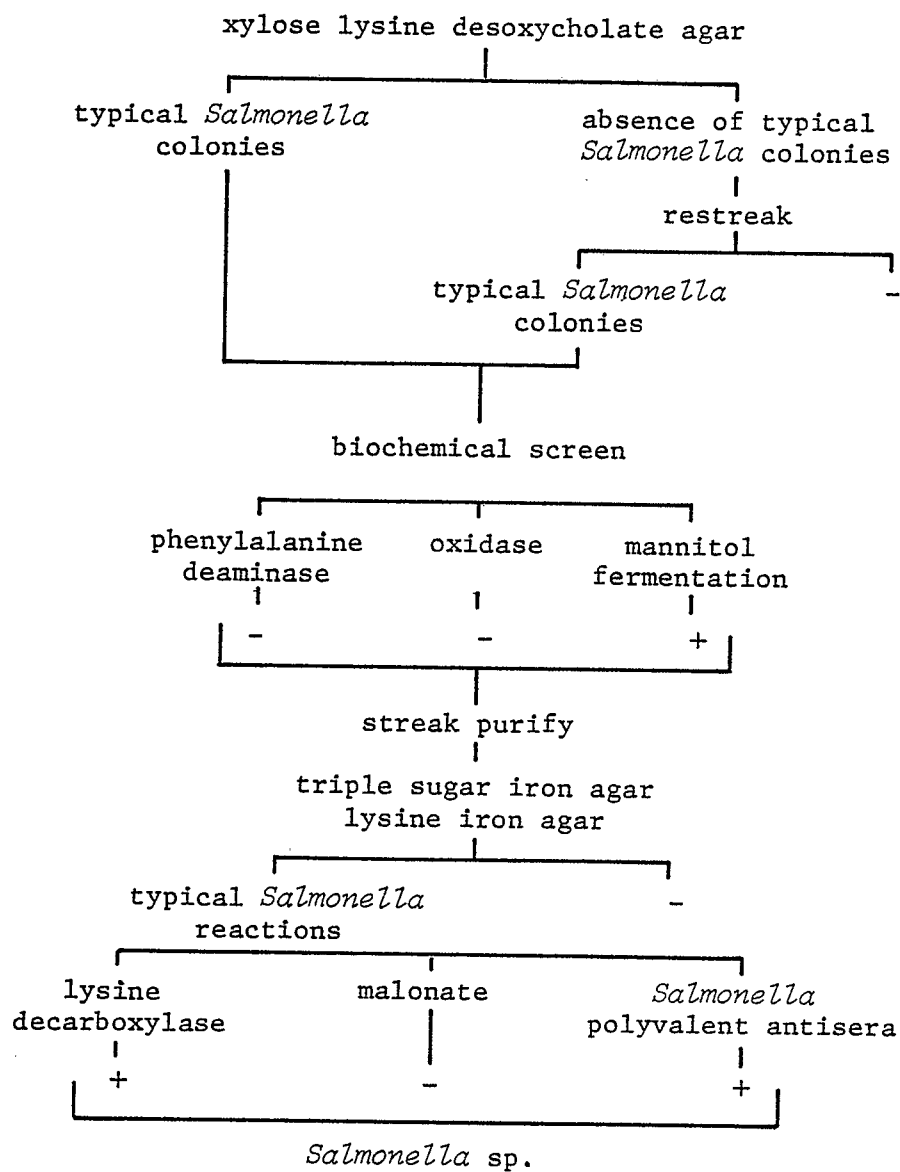 xylose lysine desoxycholate agar
typical Salmonella
colonies
absence of typical
Salmonella colonies
restreak
typical Salmonella
colonies
-
biochemical screen
phenylalanine
deaminase
oxidase
mannitol
fermentation
-
-
+
streak purify
triple sugar iron agar
lysine iron agar
typical Salmonella
reactions
-
lysine
decarboxylase
malonate
Salmonella
polyvalent antisera
+
-
+
Salmonella sp.